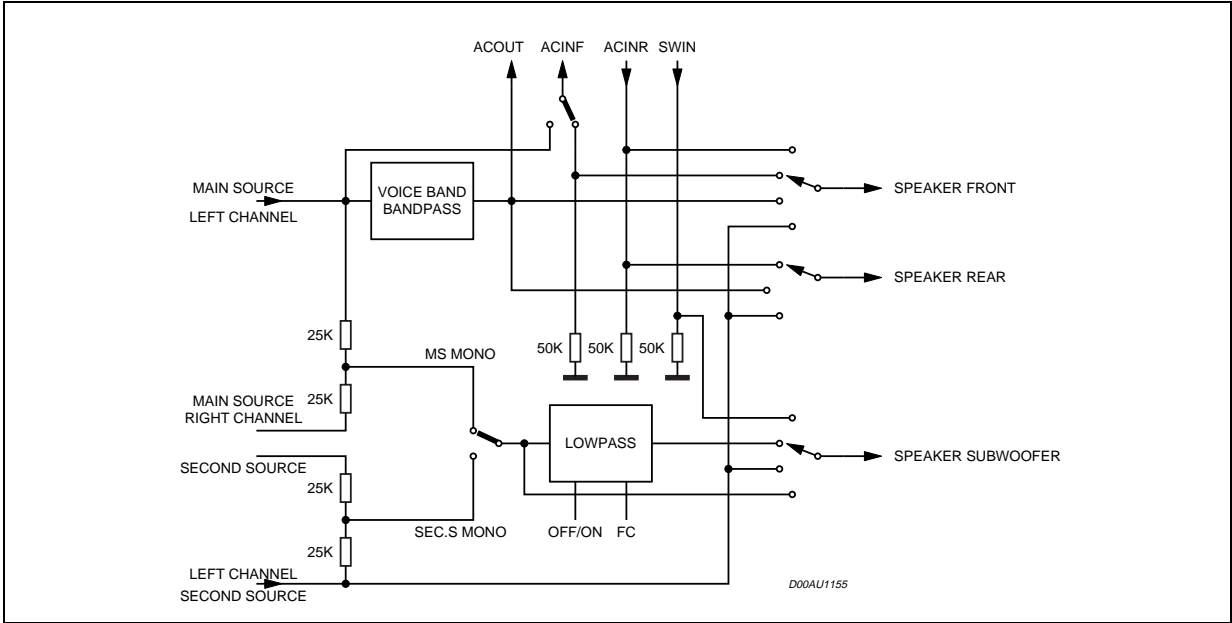 ACOUT ACINF ACINR SWIN
MAIN SOURCE
LEFT CHANNEL
VOICE BAND
BANDPASS
SPEAKER FRONT
SPEAKER REAR
25K
50K 50K 50K
MS MONO
25K
MAIN SOURCE
RIGHT CHANNEL
LOWPASS
SPEAKER SUBWOOFER
SECOND SOURCE
25K
SEC.S MONO
OFF/ON FC
25K
LEFT CHANNEL
SECOND SOURCE
D00AU1155